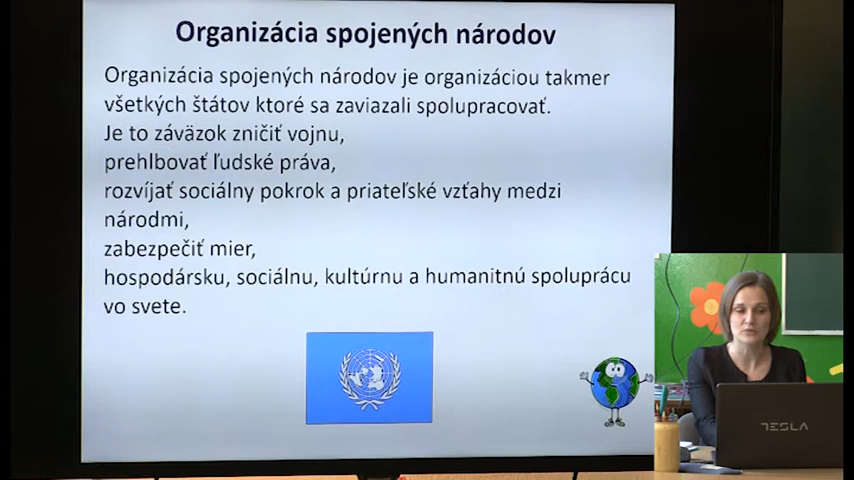 Organizácia spojených národov
Organizácia spojených národov je organizáciou takmer
všetkých štátov ktoré sa zaviazali spolupracovať.
Je to záväzok zničiť vojnu,
prehlbovať ľudské práva,
rozvíjať sociálny pokrok a priateľské vzťahy medzi
národmi,
zabezpečiť mier,
hospodársku, sociálnu, kultúrnu a humanitnú spoluprácu
vo svete.
TESLA